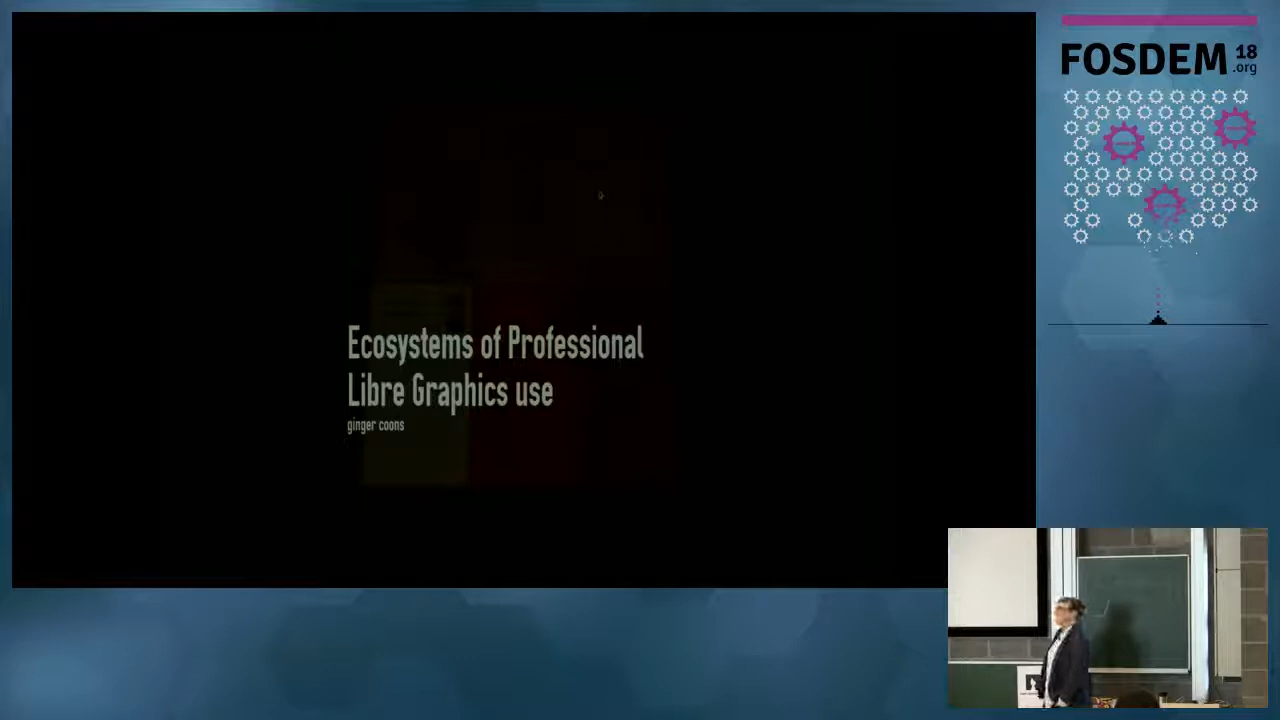 Ecosystems of Professional
Libre Graphics use
ginger coons
FOSDEM 18
.org